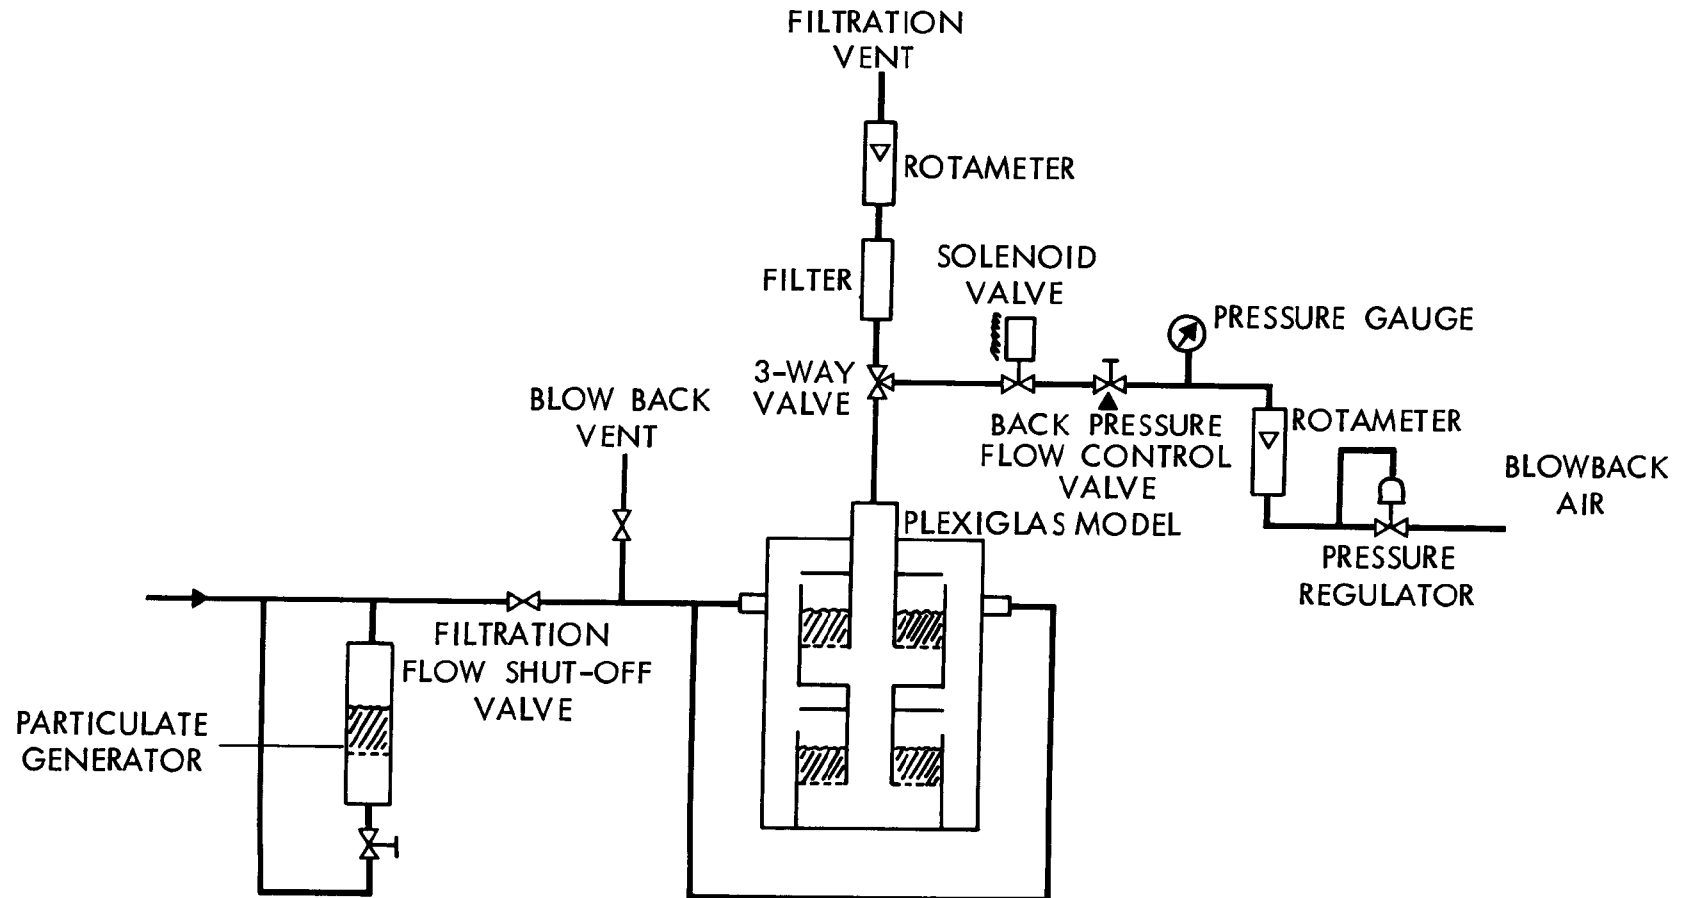 FILTRATION
VENT
ROTAMETER
FILTER
SOLENOID
VALVE
PRESSURE GAUGE
3-WAY
VALVE
BLOW BACK
VENT
BACK PRESSURE
FLOW CONTROL
VALVE
ROTAMETER
BLOWBACK
AIR
PLEXIGLAS MODEL
PRESSURE
REGULATOR
FILTRATION
FLOW SHUT-OFF
VALVE
PARTICULATE
GENERATOR